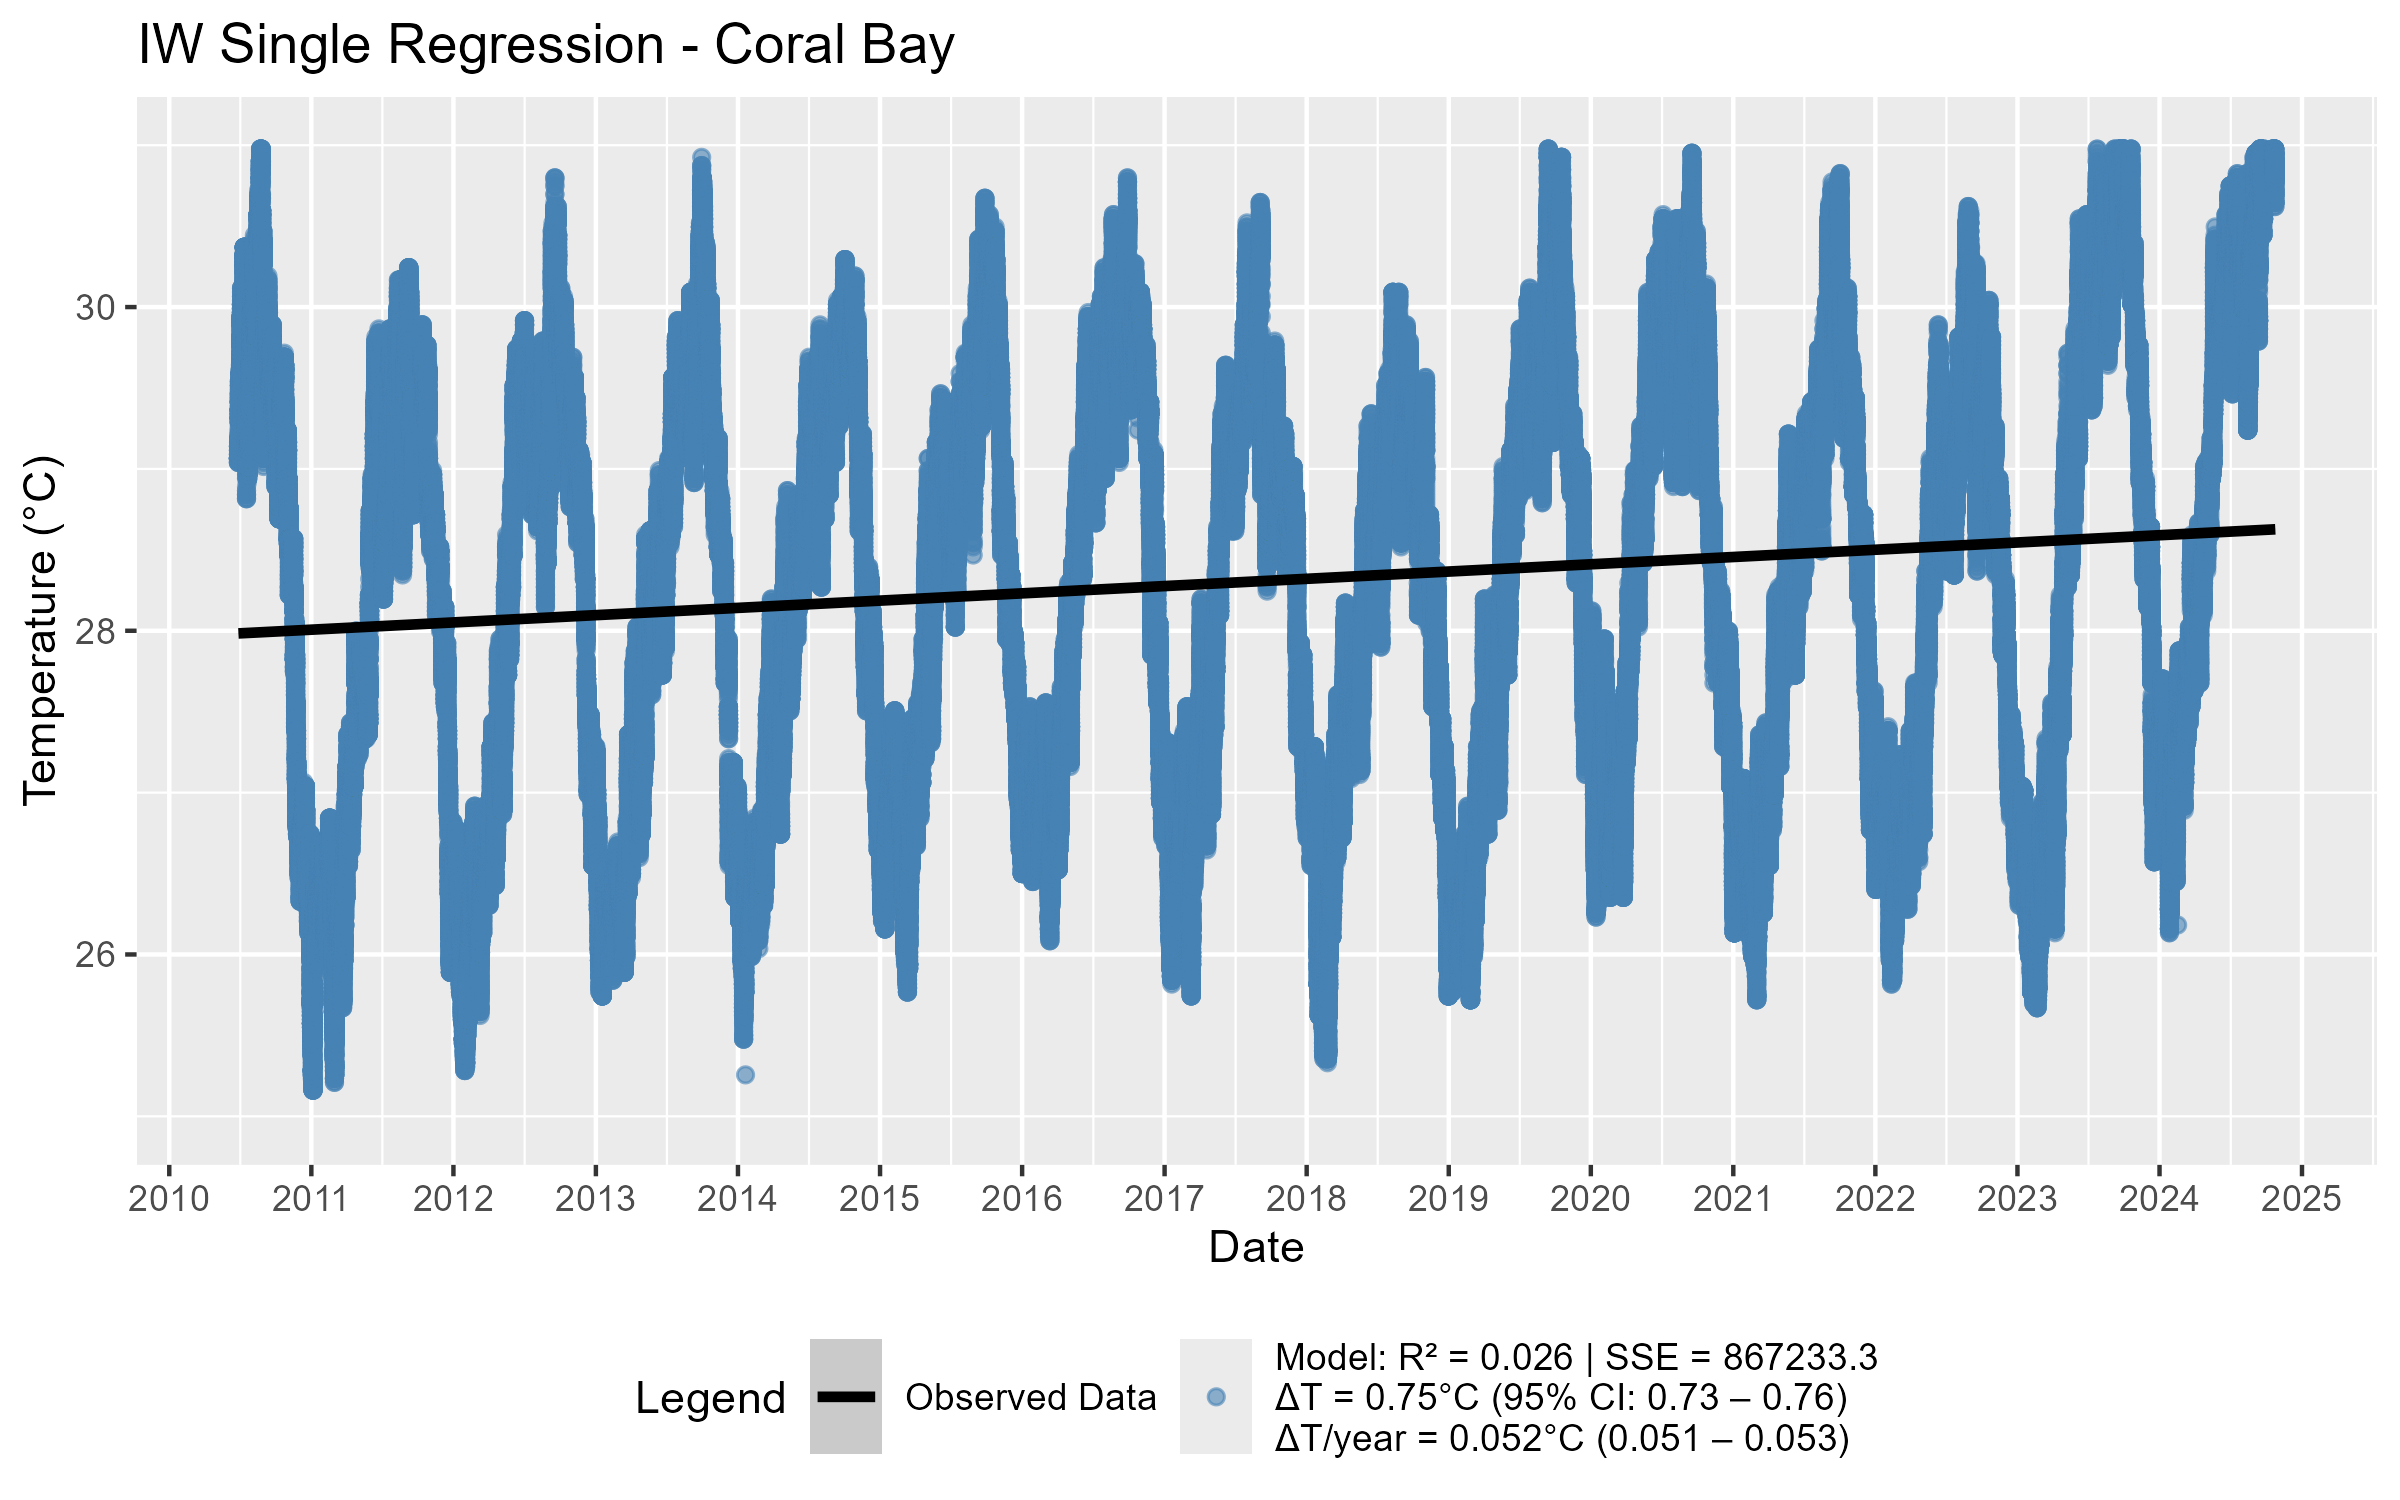 IW Single Regression - Coral Bay
Temperature (°C)
30
28
26
2010 2011 2012 2013 2014 2015 2016 2017 2018 2019 2020 2021 2022 2023 2024 2025
Date
Legend
Observed Data
Model: R² = 0.026 | SSE = 867233.3
ΔT = 0.75°C (95% CI: 0.73 – 0.76)
ΔT/year = 0.052°C (0.051 – 0.053)